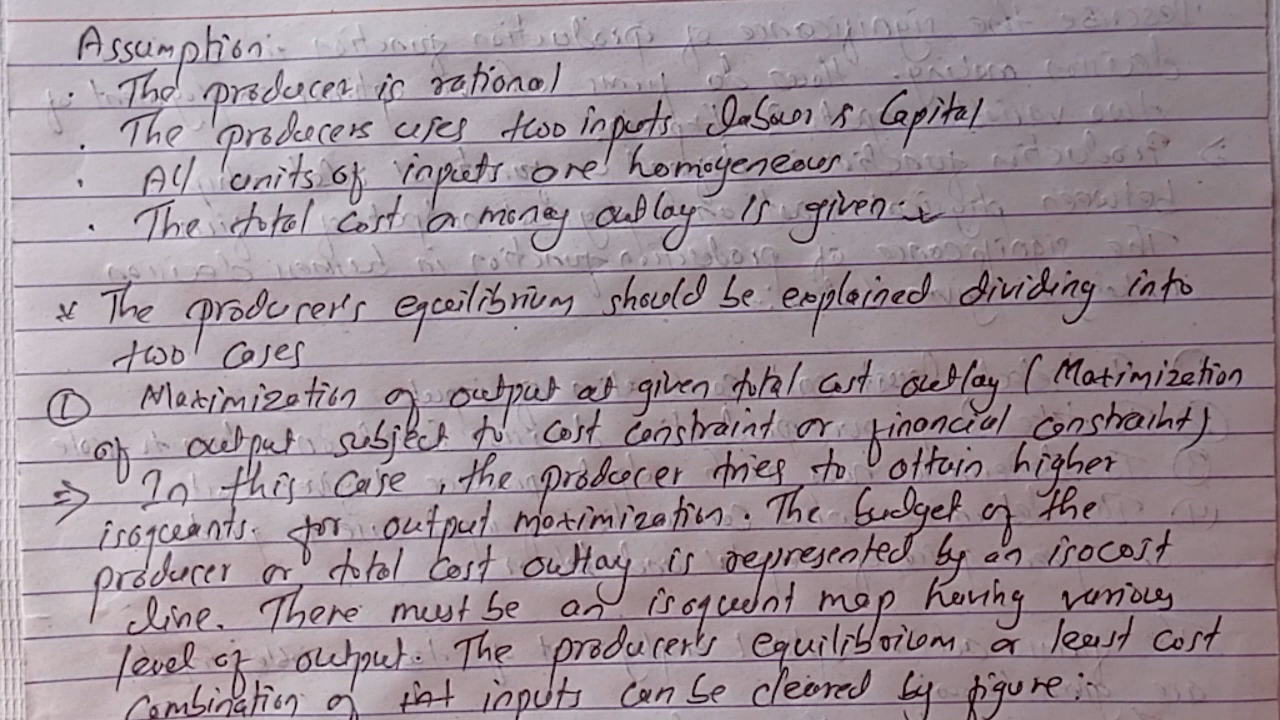 Assumption:
. The producer is rational
. The producers uses two inputs labour & Capital
. All units of inputs are homogeneous
. The total cost or money outlay is given.
* The producer's equilibrium should be explained dividing into
two cases
① Maximization of output at given total cost outlay (Maximization
of output subject to cost constraint or financial constraint)
⇒ In this case, the producer tries to attain higher
isoquants for output maximization. The budget of the
producer or total cost outlay is represented by an isocost
line. There must be an isoquant map having various
level of output. The producer's equilibrium or least cost
combination of inputs can be cleared by figure: